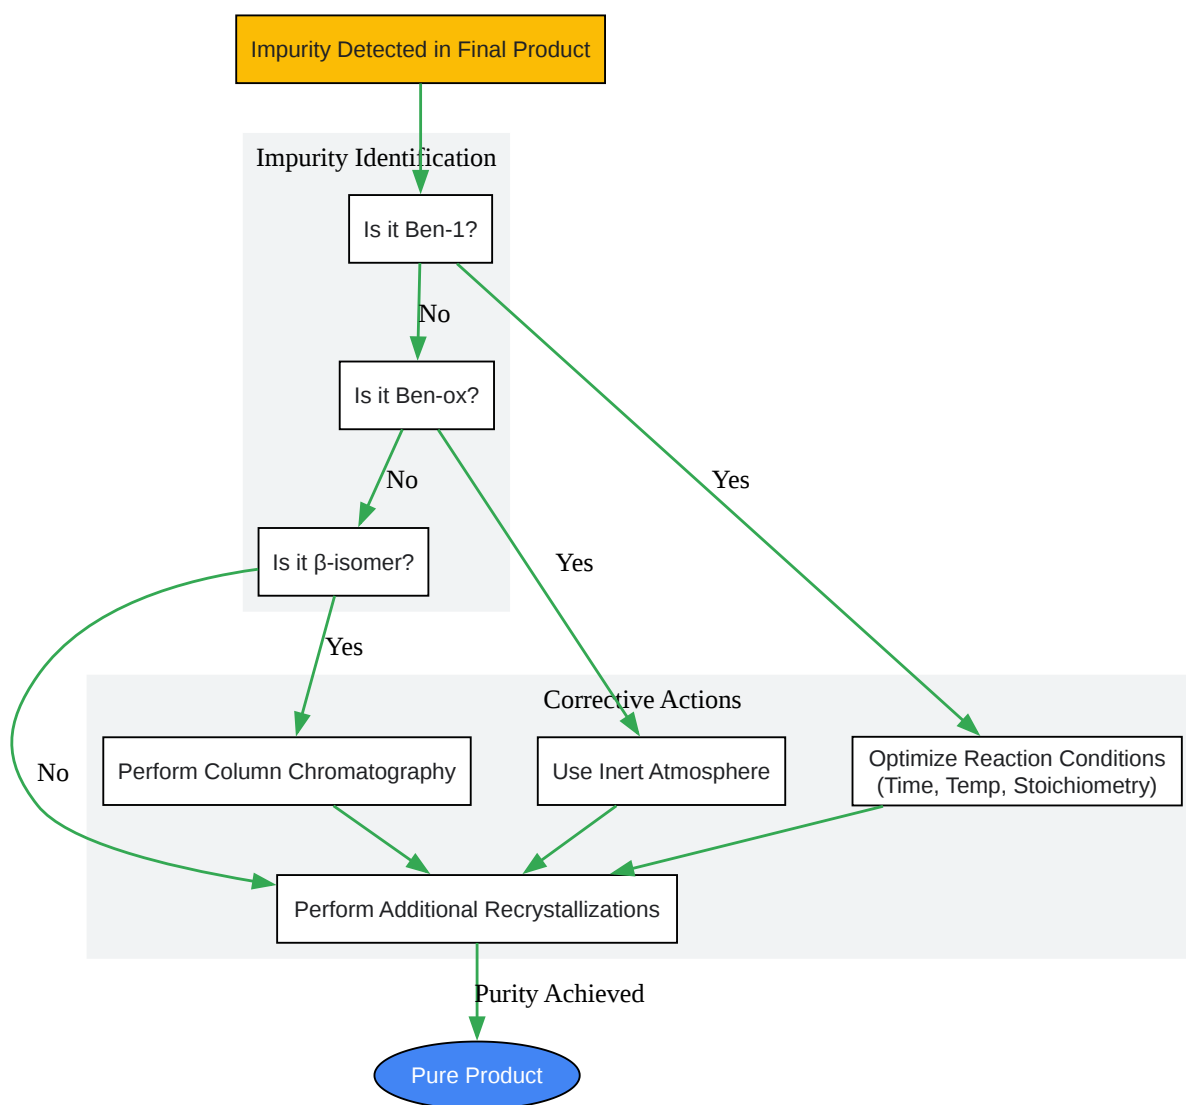 Impurity Detected in Final Product
Impurity Identification
Is it Ben-1?
No
Is it Ben-ox?
No
Yes
Is it β-isomer?
Yes
Yes
Corrective Actions
No
Perform Column Chromatography
Use Inert Atmosphere
Optimize Reaction Conditions
(Time, Temp, Stoichiometry)
Perform Additional Recrystallizations
Purity Achieved
Pure Product